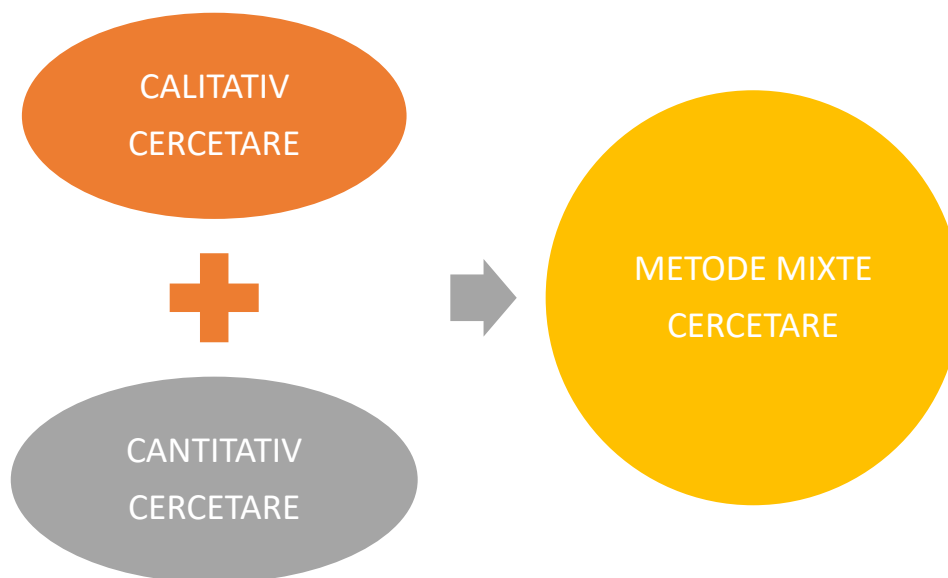 CALITATIV
CERCETARE
CANTITATIV
CERCETARE
METODE MIXTE
CERCETARE